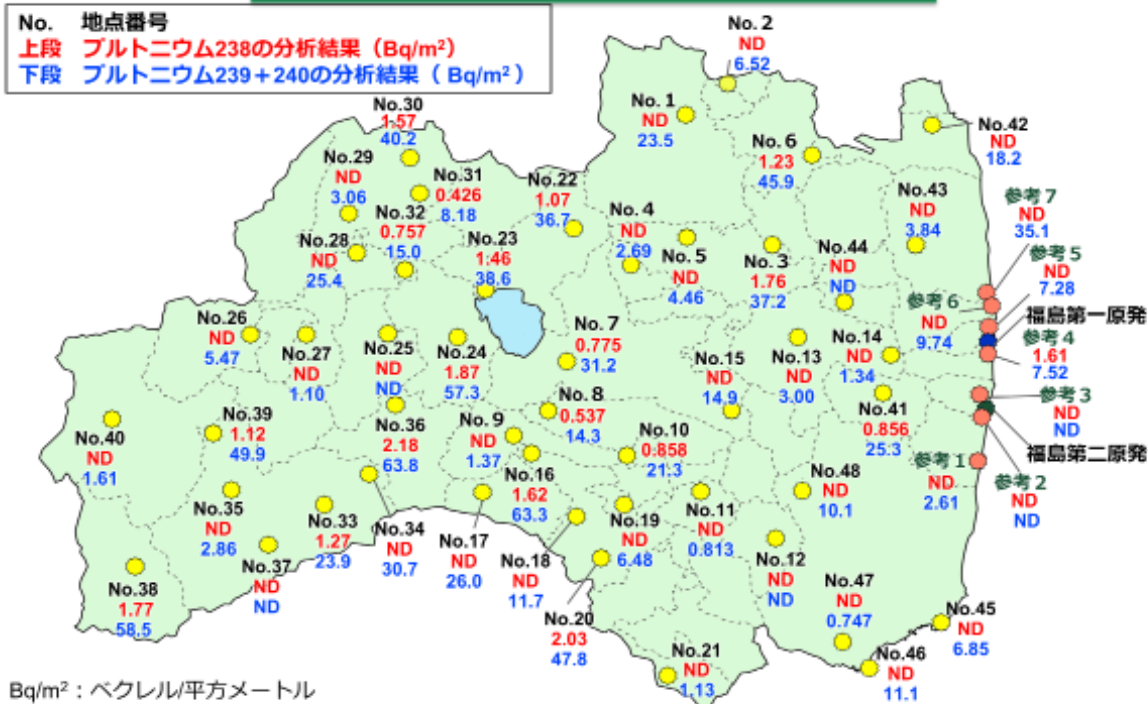 No. 地点番号
上段 プルトニウム238の分析結果（Bq/m²）
下段 プルトニウム239＋240の分析結果（ Bq/m² ）
No. 2
ND
6.52
No. 1
ND
23.5
No.30
1.57
40.2
No.42
ND
18.2
No. 6
1.23
45.9
No.29
ND
3.06
No.31
0.426
8.18
No.22
1.07
36.7
No.43
ND
3.84
参考7
ND
35.1
No.32
0.757
15.0
No. 4
ND
2.69
No.23
1.46
38.6
No.28
ND
25.4
No. 5
ND
4.46
No. 3
1.76
37.2
No.44
ND
ND
参考5
ND
7.28
参考6
ND
9.74
福島第一原発
参考4
1.61
7.52
No.26
ND
5.47
No.27
ND
1.10
No.25
ND
ND
No.24
1.87
57.3
No. 7
0.775
31.2
No.15
ND
14.9
No.13
ND
3.00
No.14
ND
1.34
No.41
0.856
25.3
参考3
ND
ND
福島第二原発
No.40
ND
1.61
No.39
1.12
49.9
No.36
2.18
63.8
No. 9
ND
1.37
No. 8
0.537
14.3
No.10
0.858
21.3
参考1
ND
2.61
参考2
ND
ND
No.16
1.62
63.3
No.48
ND
10.1
No.35
ND
2.86
No.33
1.27
23.9
No.34
ND
30.7
No.17
ND
26.0
No.18
ND
11.7
No.19
ND
6.48
No.11
ND
0.813
No.12
ND
ND
No.37
ND
ND
No.38
1.77
58.5
No.20
2.03
47.8
No.21
ND
1.13
No.47
ND
0.747
No.45
ND
6.85
No.46
ND
11.1
Bq/m²：ベクレル/平方メートル